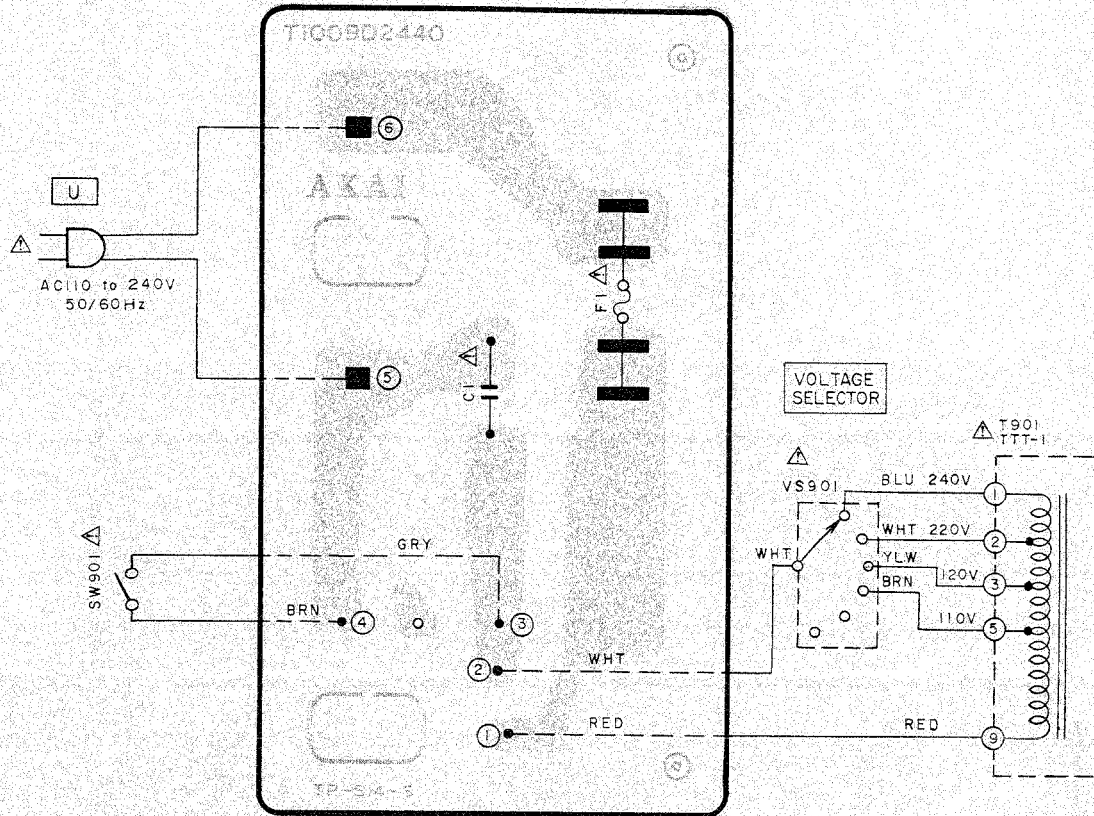 T1009D2440
6
AKAI
U
AC110 to 240V
50/60Hz
F1
5
C1
VOLTAGE
SELECTOR
T901
TTT-1
VS901
BLU 240V
1
WHT 220V
2
WHT
YLW
120V
3
BRN
110V
5
SW901
GRY
BRN
4
3
2
WHT
1
RED
RED
9